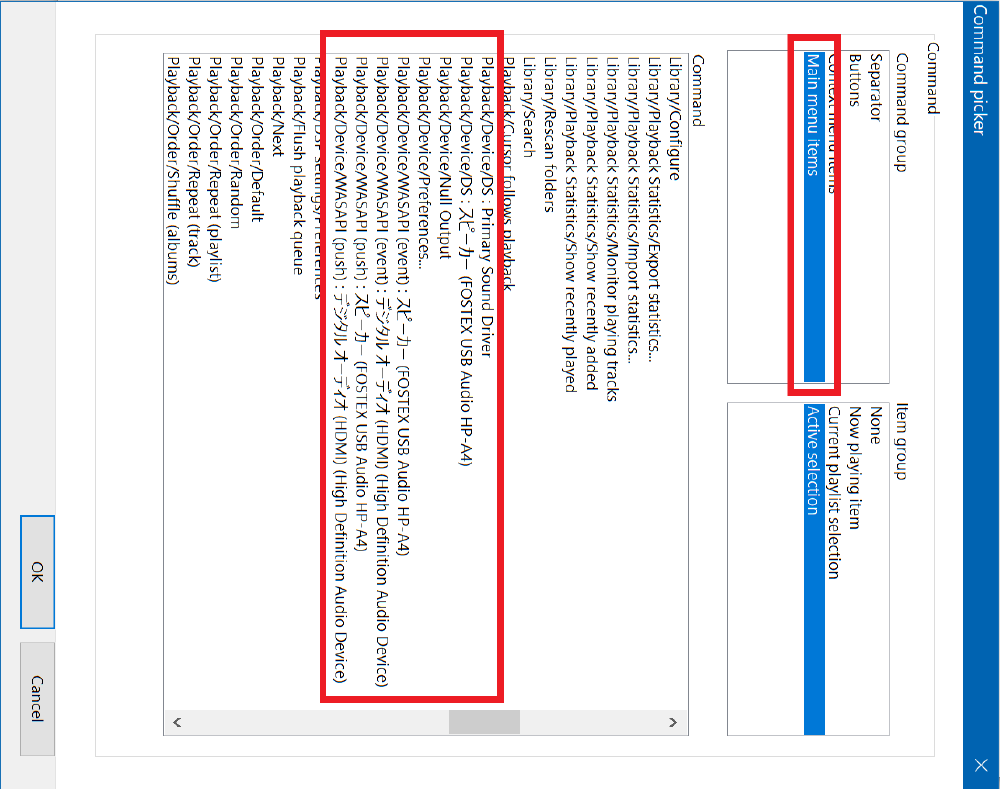 Command picker
Command
Command group
Separator
Buttons
Context menu items
Main menu items
Item group
None
Now playing item
Current playlist selection
Active selection
Command
Library/Configure
Library/Playback Statistics/Export statistics...
Library/Playback Statistics/Import statistics...
Library/Playback Statistics/Monitor playing tracks
Library/Playback Statistics/Show recently added
Library/Playback Statistics/Show recently played
Library/Rescan folders
Library/Search
Playback/Cursor follows playback
Playback/Device/DS : Primary Sound Driver
Playback/Device/DS : スピーカー (FOSTEX USB Audio HP-A4)
Playback/Device/Null Output
Playback/Device/Preferences...
Playback/Device/WASAPI (event) : スピーカー (FOSTEX USB Audio HP-A4)
Playback/Device/WASAPI (event) : デジタル オーディオ (HDMI) (High Definition Audio Device)
Playback/Device/WASAPI (push) : スピーカー (FOSTEX USB Audio HP-A4)
Playback/Device/WASAPI (push) : デジタル オーディオ (HDMI) (High Definition Audio Device)
Playback/DSP settings/Preferences
Playback/Flush playback queue
Playback/Next
Playback/Order/Default
Playback/Order/Random
Playback/Order/Repeat (playlist)
Playback/Order/Repeat (track)
Playback/Order/Shuffle (albums)
OK
Cancel